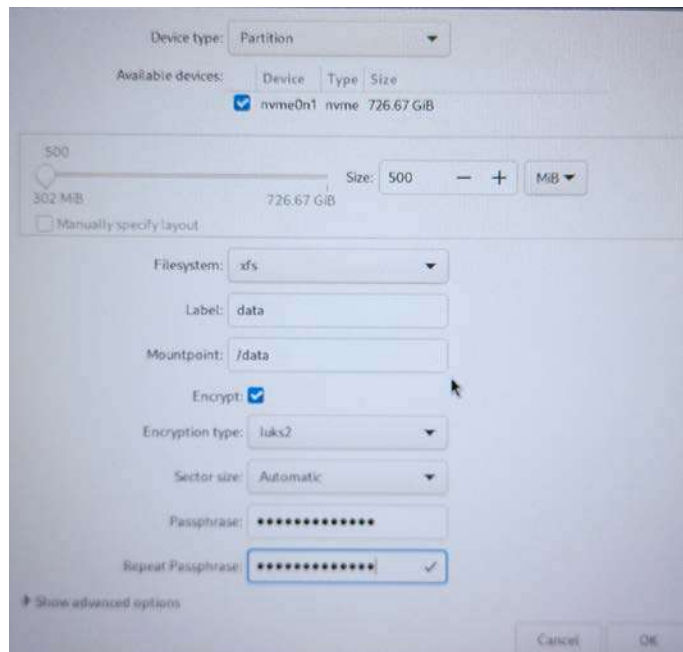 Device type: Partition
Available devices: Device Type Size
nvme0n1 nvme 726.67 GiB
500
Size: 500 − + MiB
302 MiB 726.67 GiB
Manually specify layout
Filesystem: xfs
Label: data
Mountpoint: /data
Encrypt:
Encryption type: luks2
Sector size: Automatic
Passphrase: •••••••••••••
Repeat Passphrase: •••••••••••••
Show advanced options
Cancel OK